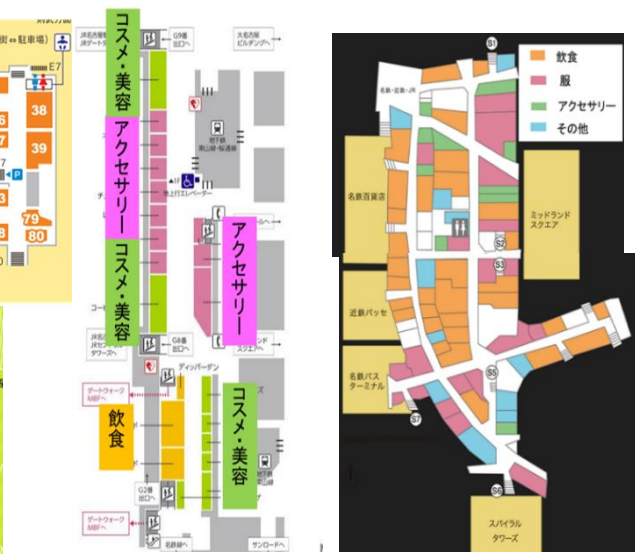 街⇔駐車場）
E7
38
39
P
79
80
コスメ・美容
アクセサリー
コスメ・美容
アクセサリー
コスメ・美容
飲食
G9番
出口へ
大名古屋
ビルヂングへ
地下鉄
東山線・桜通線
▲1F
地上行エレベーター
G8番
出口へ
ディッパーダン
ゲートウォーク
MBFへ
G2番
出口へ
ゲートウォーク
MBFへ
名鉄線へ
サンロードへ
飲食
服
アクセサリー
その他
S1
名鉄・近鉄・JR
名鉄百貨店
ミッドランド
スクエア
S2
S3
近鉄パッセ
名鉄バス
ターミナル
S5
S7
S6
スパイラル
タワーズ